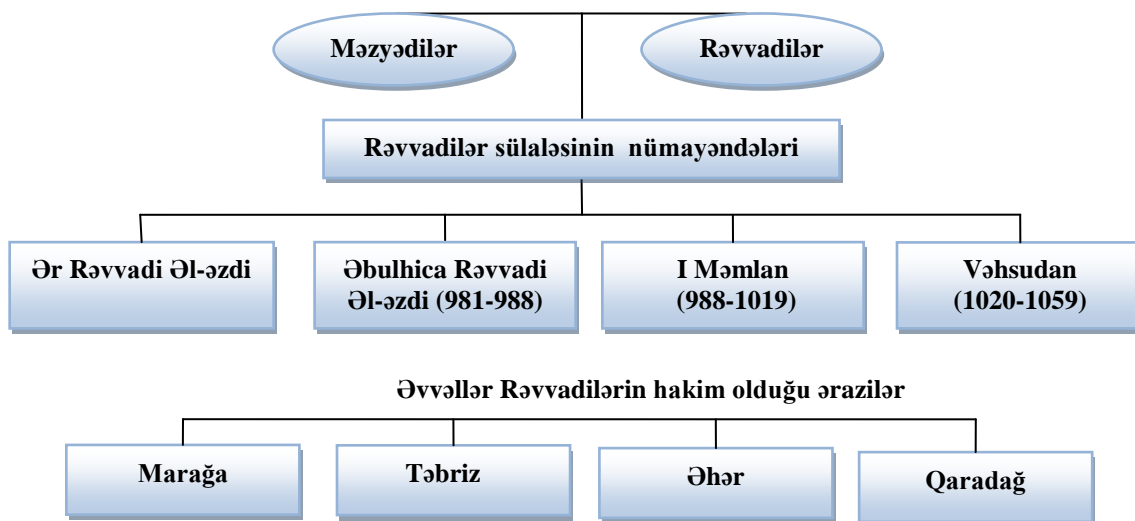 Məzyədilər
Rəvvadilər
Rəvvadilər sülaləsinin nümayəndələri
Ər Rəvvadi Əl-əzdi
Əbulhica Rəvvadi
Əl-əzdi (981-988)
I Məmlan
(988-1019)
Vəhsudan
(1020-1059)
Əvvəllər Rəvvadilərin hakim olduğu ərazilər
Marağa
Təbriz
Əhər
Qaradağ